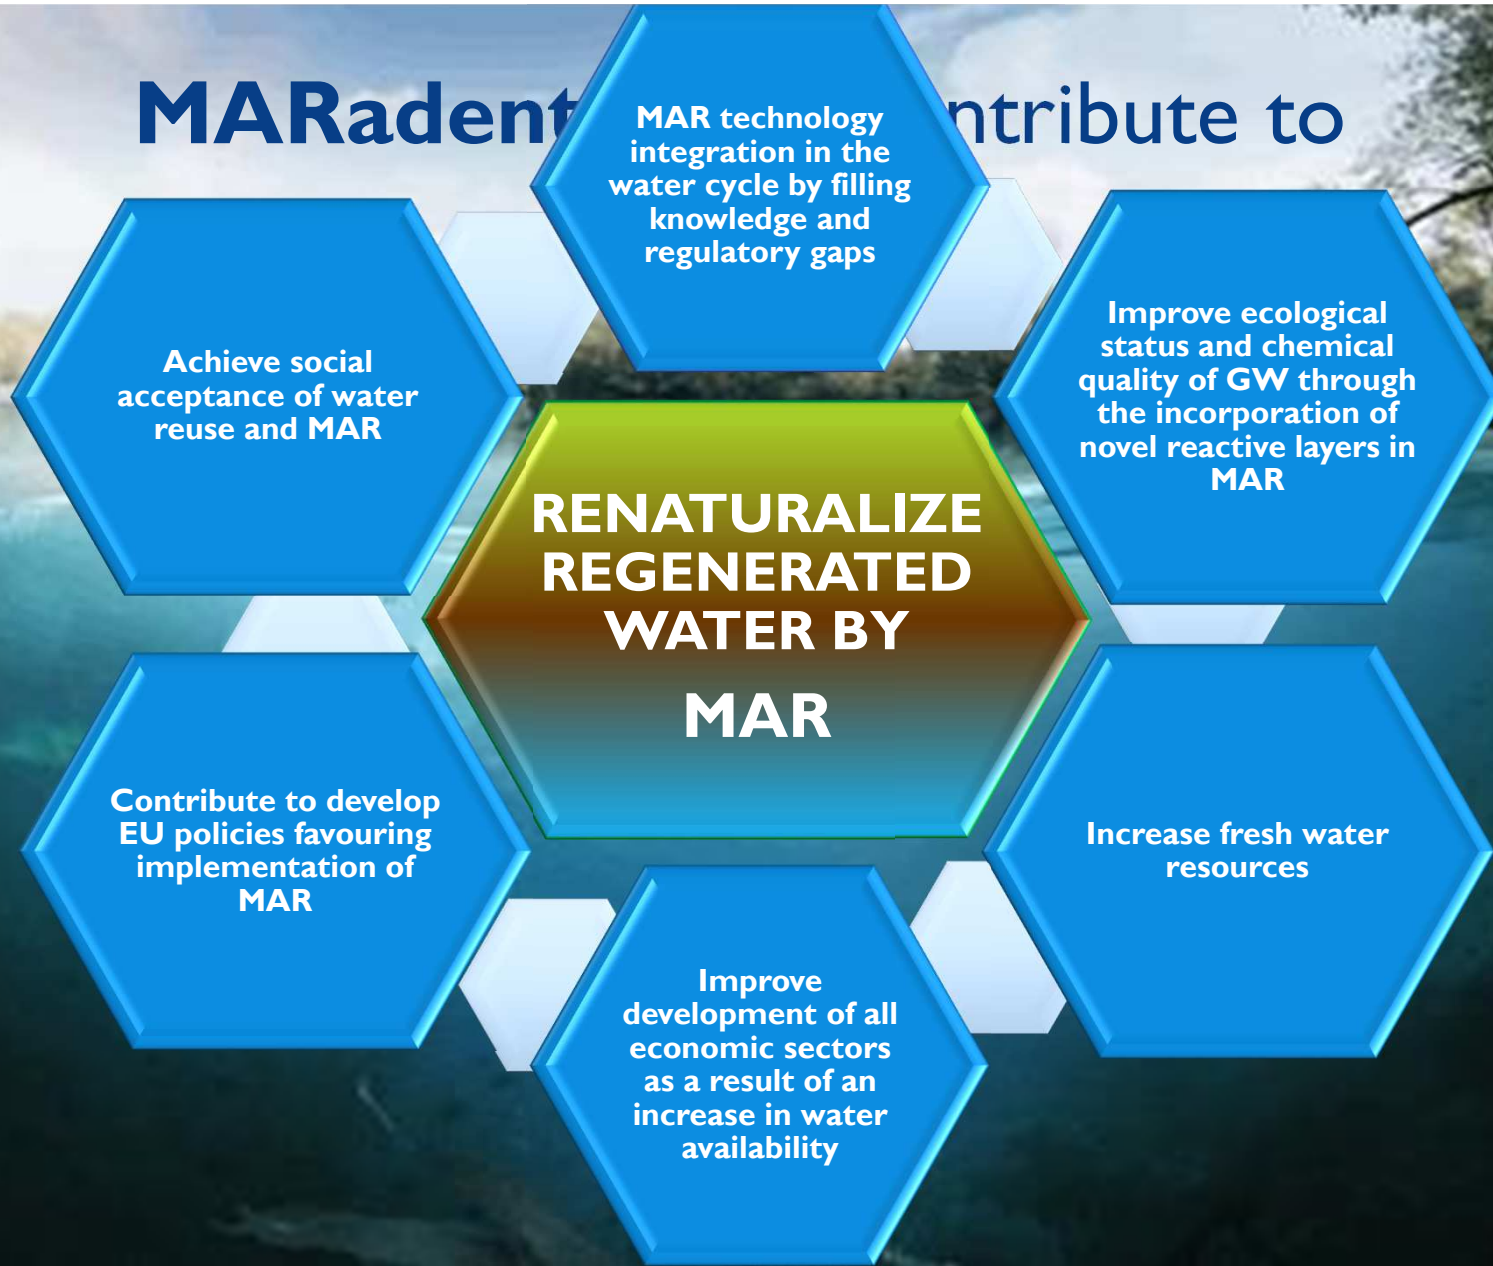 MARadent ntribute to
MAR technology
integration in the
water cycle by filling
knowledge and
regulatory gaps
Improve ecological
status and chemical
quality of GW through
the incorporation of
novel reactive layers in
MAR
Increase fresh water
resources
Improve
development of all
economic sectors
as a result of an
increase in water
availability
Contribute to develop
EU policies favouring
implementation of
MAR
Achieve social
acceptance of water
reuse and MAR
RENATURALIZE
REGENERATED
WATER BY
MAR